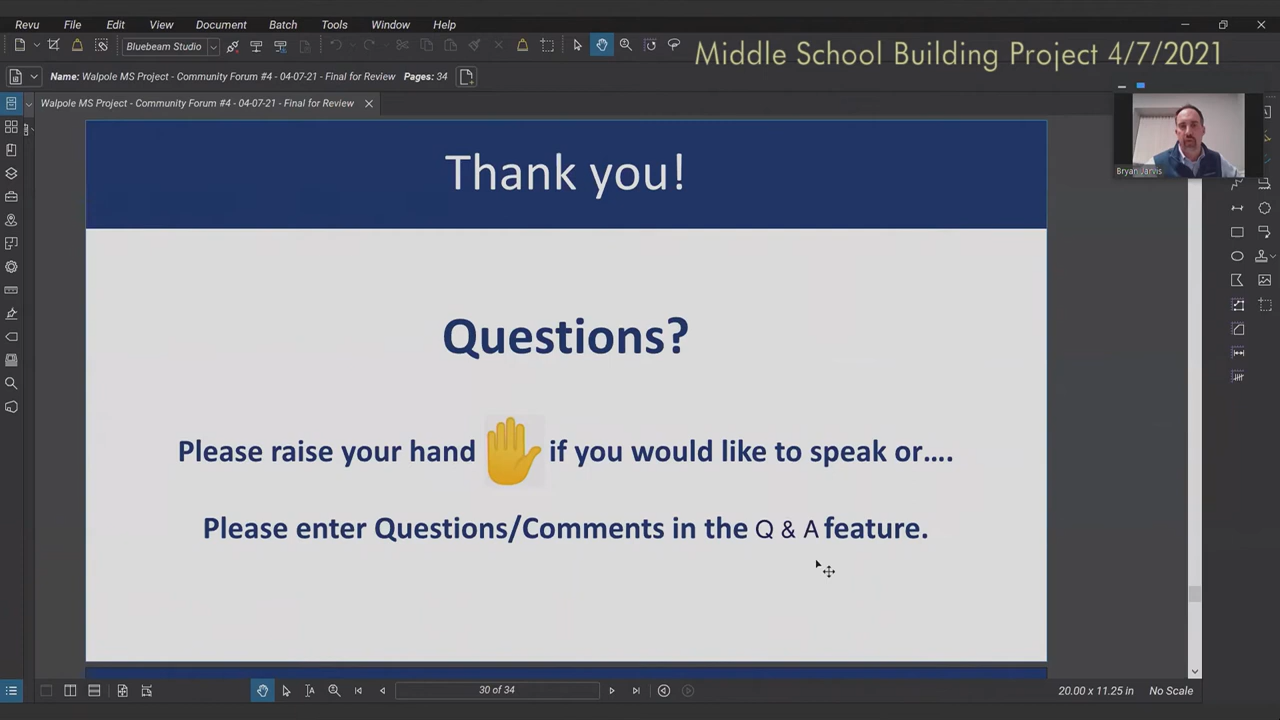 Revu File Edit View Document Batch Tools Window Help
Bluebeam Studio
Middle School Building Project 4/7/2021
Name: Walpole MS Project - Community Forum #4 - 04-07-21 - Final for Review Pages: 34
Walpole MS Project - Community Forum #4 - 04-07-21 - Final for Review
Bryan Jarvis
Thank you!
Questions?
Please raise your hand if you would like to speak or....
Please enter Questions/Comments in the Q & A feature.
30 of 34
20.00 x 11.25 in No Scale